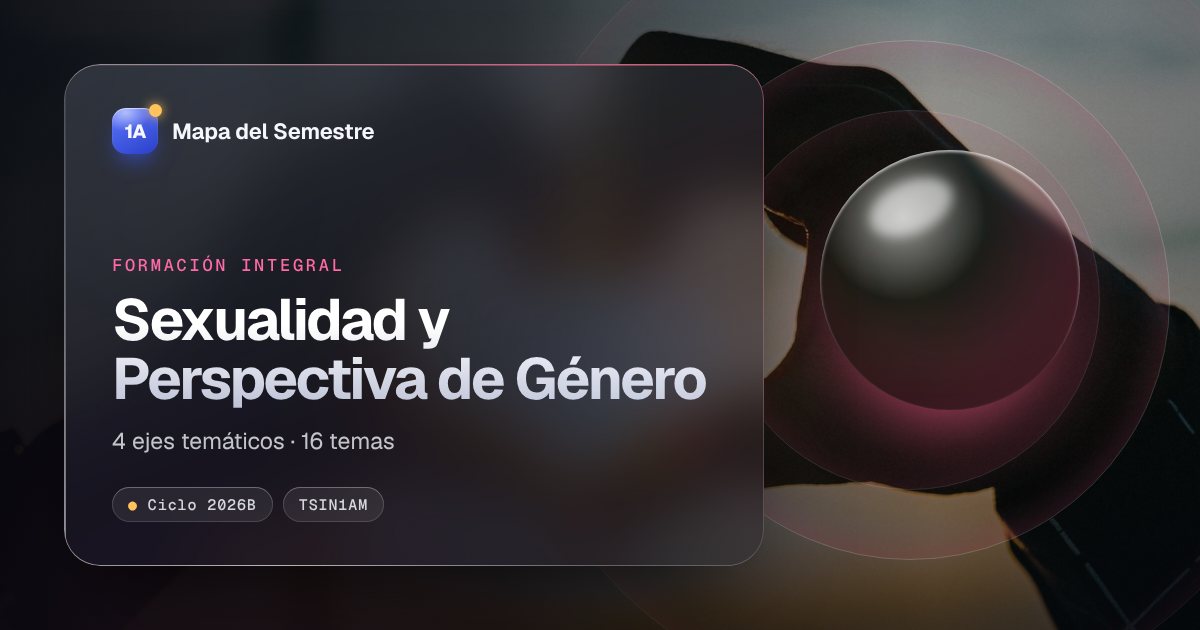 1A
Mapa del Semestre
FORMACIÓN INTEGRAL
Sexualidad y
Perspectiva de Género
4 ejes temáticos · 16 temas
Ciclo 2026B
TSIN1AM